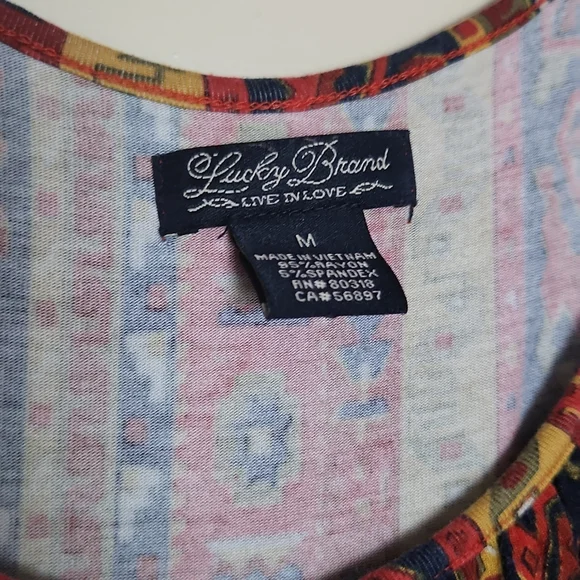 Lucky Brand
LIVE IN LOVE
M
MADE IN VIETNAM
95% RAYON
5% SPANDEX
RN# 80318
CA# 56897